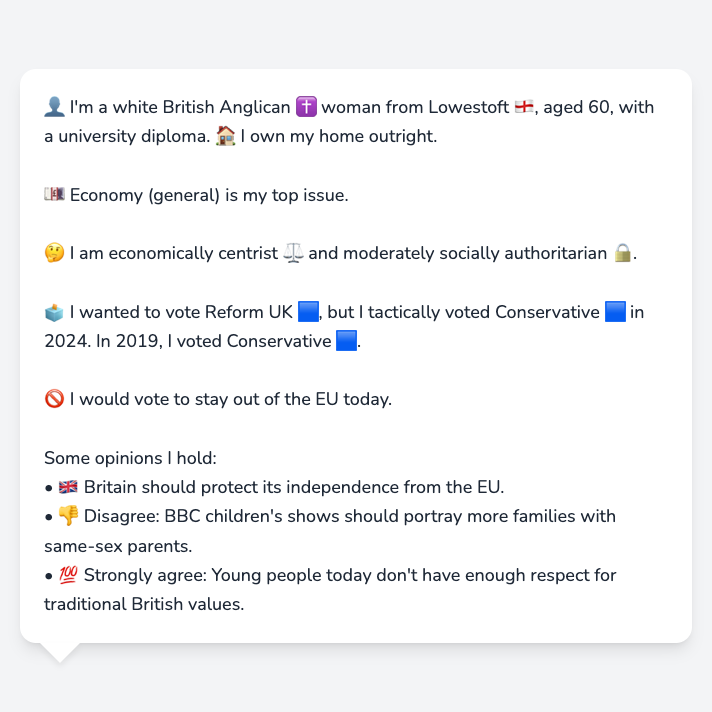 👤 I'm a white British Anglican ✝️ woman from Lowestoft 🏴󠁧󠁢󠁥󠁮󠁧󠁿, aged 60, with
a university diploma. 🏠 I own my home outright.
💷 Economy (general) is my top issue.
🤔 I am economically centrist ⚖️ and moderately socially authoritarian 🔒.
🗳️ I wanted to vote Reform UK 🟦, but I tactically voted Conservative 🟦 in
2024. In 2019, I voted Conservative 🟦.
🚫 I would vote to stay out of the EU today.
Some opinions I hold:
• 🇬🇧 Britain should protect its independence from the EU.
• 👎 Disagree: BBC children's shows should portray more families with
same-sex parents.
• 💯 Strongly agree: Young people today don't have enough respect for
traditional British values.